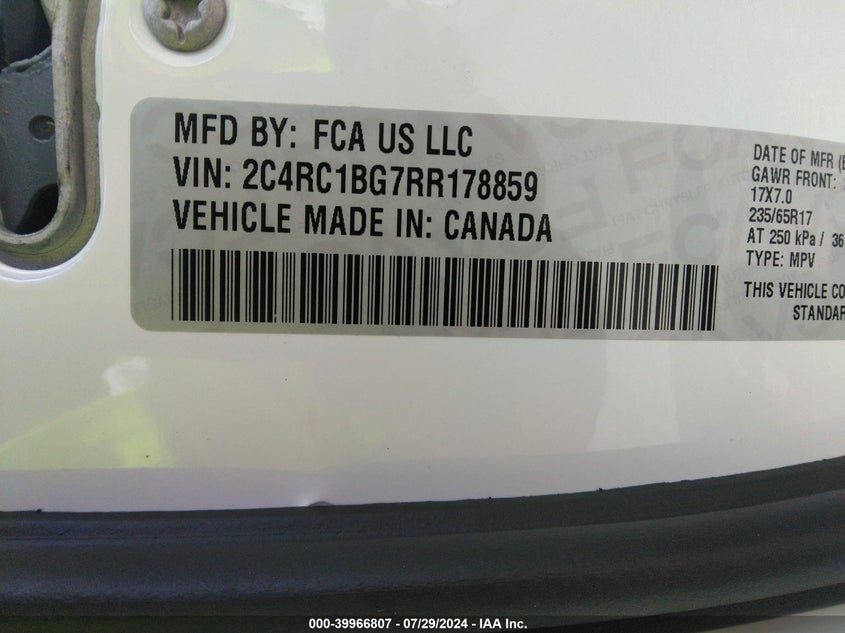 MFD BY: FCA US LLC
VIN: 2C4RC1BG7RR178859
VEHICLE MADE IN: CANADA
DATE OF MFR
GAWR FRONT:
17X7.0
235/65R17
AT 250 kPa / 36
TYPE: MPV
THIS VEHICLE
000-39966807 - 07/29/2024 - IAA Inc.